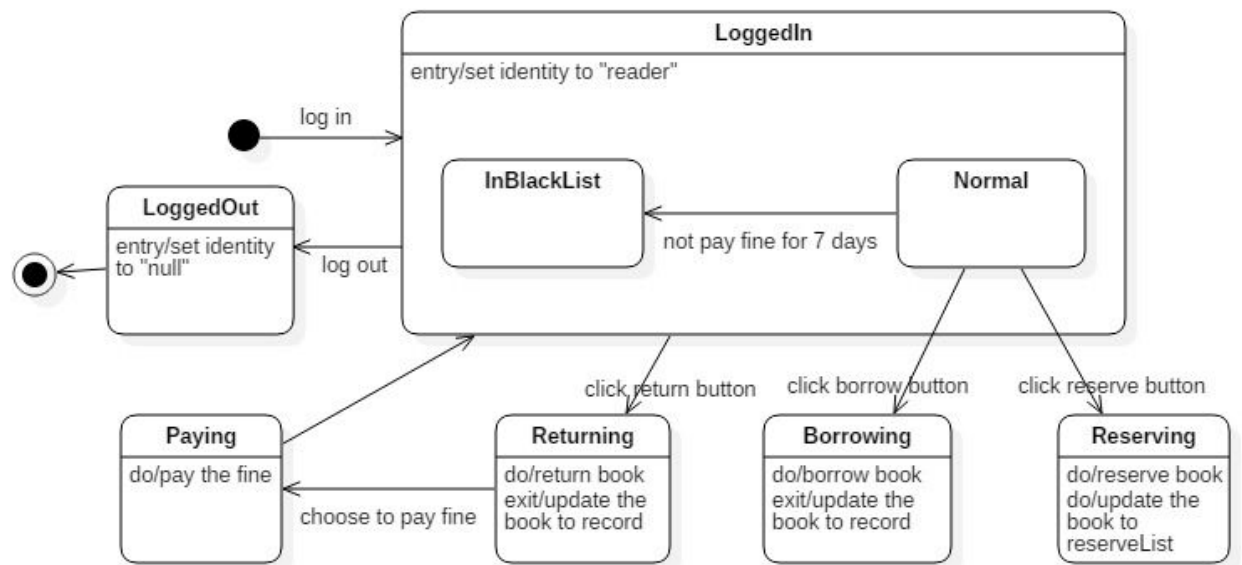 LoggedIn
entry/set identity to "reader"
log in
InBlackList
Normal
not pay fine for 7 days
LoggedOut
entry/set identity
to "null"
log out
click return button
click borrow button
click reserve button
Paying
do/pay the fine
choose to pay fine
Returning
do/return book
exit/update the
book to record
Borrowing
do/borrow book
exit/update the
book to record
Reserving
do/reserve book
do/update the
book to
reserveList